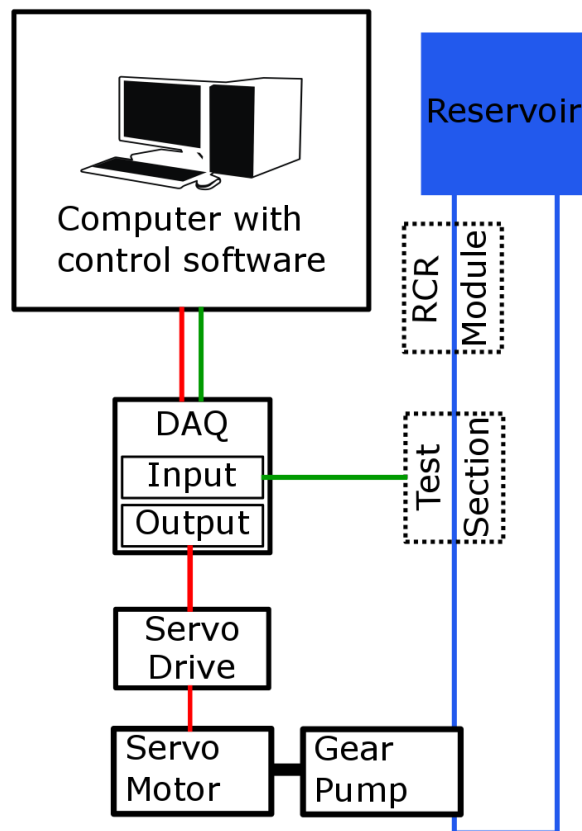 Computer with
control software
Reservoir
RCR
Module
DAQ
Input
Output
Test
Section
Servo
Drive
Servo
Motor
Gear
Pump